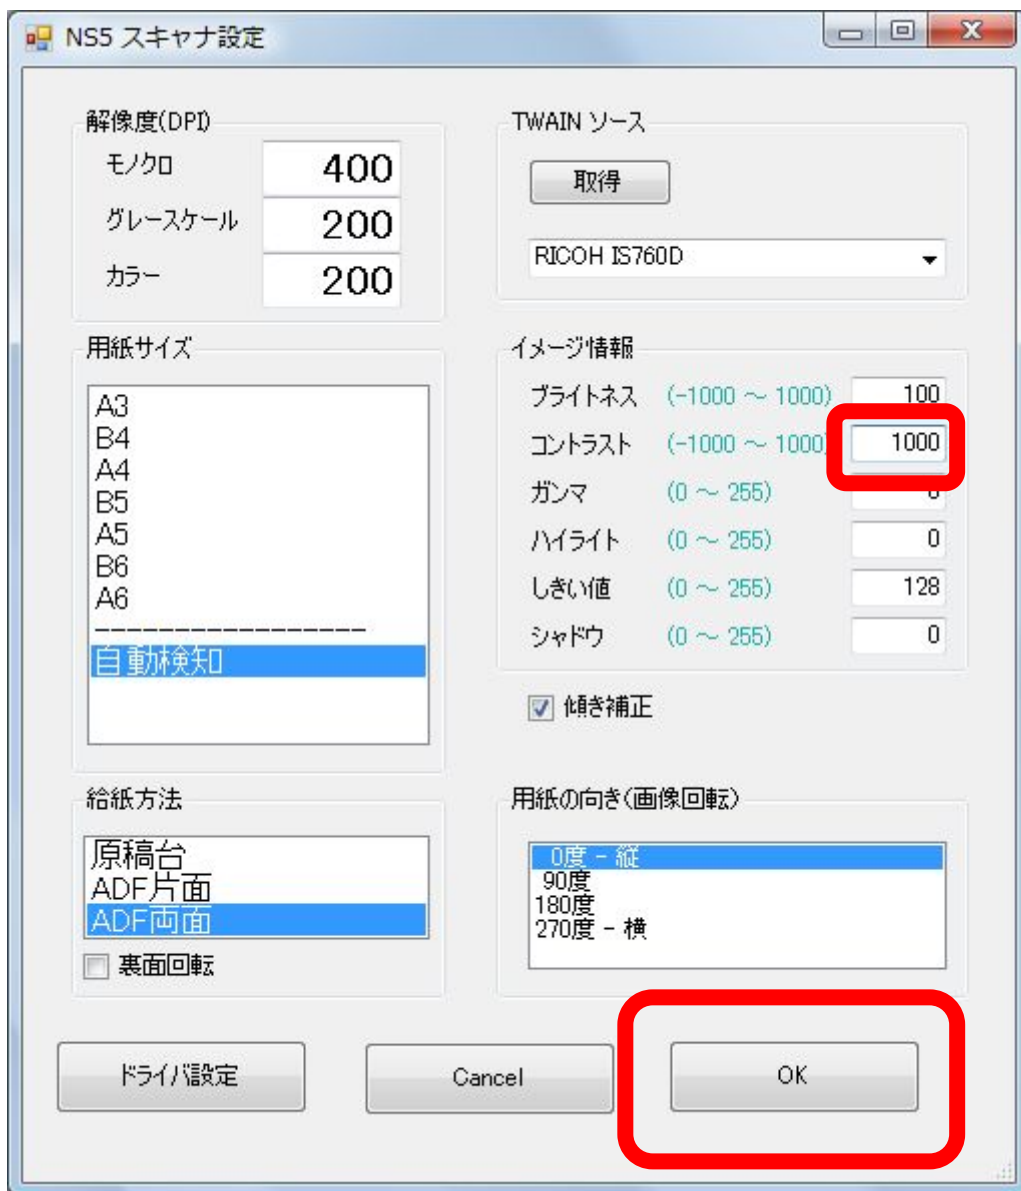 NS5 スキャナ設定
解像度(DPI)
モノクロ 400
グレースケール 200
カラー 200
TWAIN ソース
取得
RICOH IS760D
用紙サイズ
A3
B4
A4
B5
A5
B6
A6
------------------
自動検知
イメージ情報
ブライトネス (-1000 ～ 1000) 100
コントラスト (-1000 ～ 1000) 1000
ガンマ (0 ～ 255)
ハイライト (0 ～ 255) 0
しきい値 (0 ～ 255) 128
シャドウ (0 ～ 255) 0
傾き補正
給紙方法
原稿台
ADF片面
ADF両面
裏面回転
用紙の向き(画像回転)
0度 - 縦
90度
180度
270度 - 横
ドライバ設定
Cancel
OK